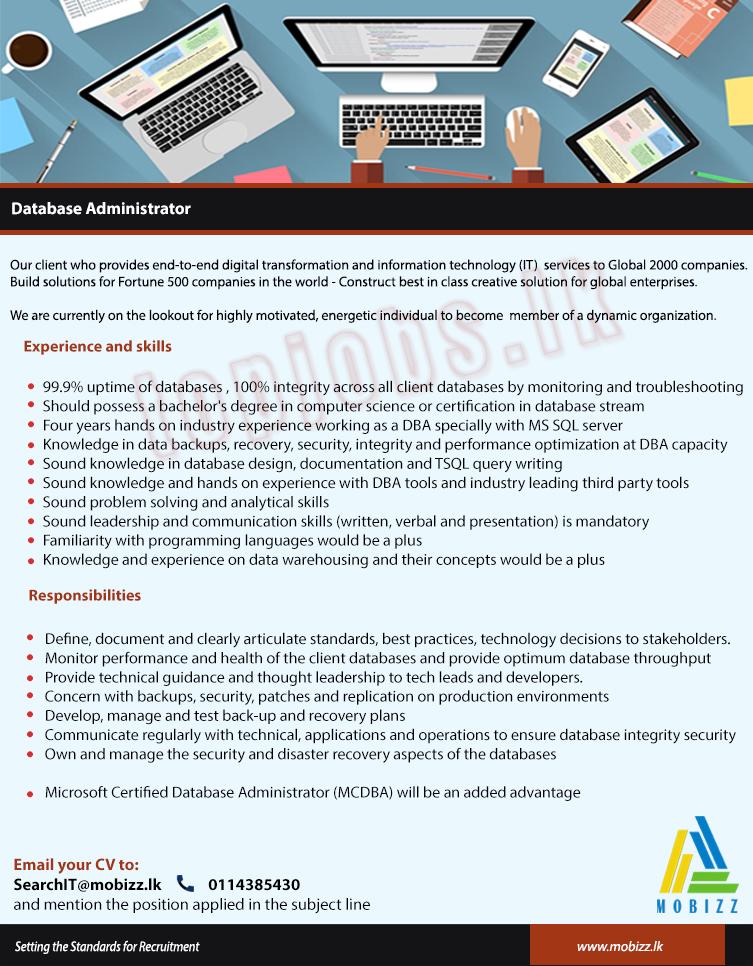 Database Administrator
Our client who provides end-to-end digital transformation and information technology (IT) services to Global 2000 companies.
Build solutions for Fortune 500 companies in the world - Construct best in class creative solution for global enterprises.
We are currently on the lookout for highly motivated, energetic individual to become member of a dynamic organization.
topjobs.lk
Experience and skills
• 99.9% uptime of databases , 100% integrity across all client databases by monitoring and troubleshooting
• Should possess a bachelor's degree in computer science or certification in database stream
• Four years hands on industry experience working as a DBA specially with MS SQL server
• Knowledge in data backups, recovery, security, integrity and performance optimization at DBA capacity
• Sound knowledge in database design, documentation and TSQL query writing
• Sound knowledge and hands on experience with DBA tools and industry leading third party tools
• Sound problem solving and analytical skills
• Sound leadership and communication skills (written, verbal and presentation) is mandatory
• Familiarity with programming languages would be a plus
• Knowledge and experience on data warehousing and their concepts would be a plus
Responsibilities
• Define, document and clearly articulate standards, best practices, technology decisions to stakeholders.
• Monitor performance and health of the client databases and provide optimum database throughput
• Provide technical guidance and thought leadership to tech leads and developers.
• Concern with backups, security, patches and replication on production environments
• Develop, manage and test back-up and recovery plans
• Communicate regularly with technical, applications and operations to ensure database integrity security
• Own and manage the security and disaster recovery aspects of the databases
• Microsoft Certified Database Administrator (MCDBA) will be an added advantage
Email your CV to:
SearchIT@mobizz.lk 0114385430
and mention the position applied in the subject line
MOBIZZ
Setting the Standards for Recruitment
www.mobizz.lk